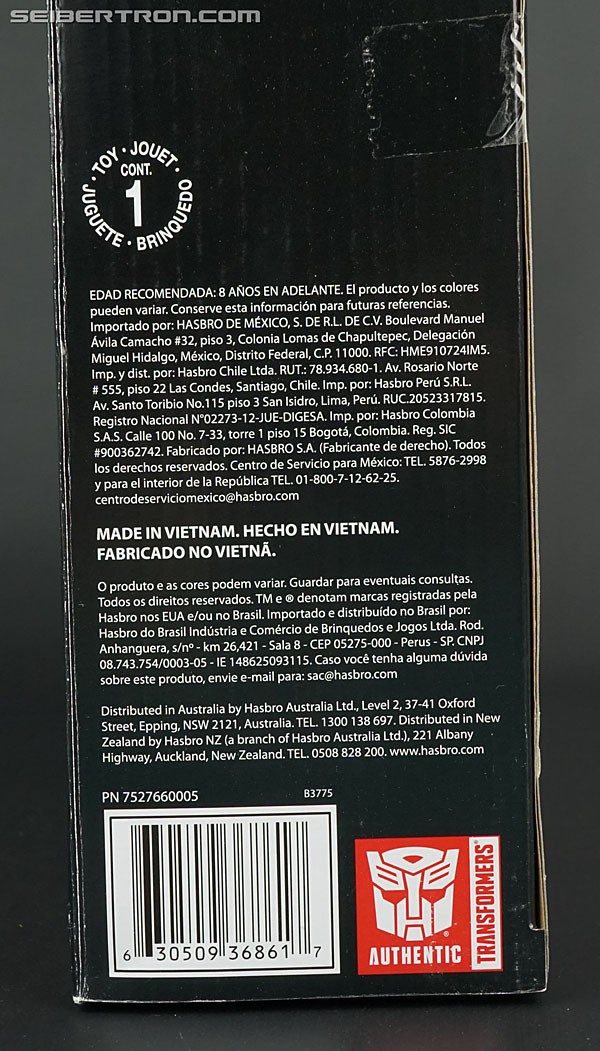 SEIBERTRON.COM
TOY • JOUET • BRINQUEDO • JUGUETE •
CONT.
1
EDAD RECOMENDADA: 8 AÑOS EN ADELANTE. El producto y los colores
pueden variar. Conserve esta información para futuras referencias.
Importado por: HASBRO DE MÉXICO, S. DE R.L. DE C.V. Boulevard Manuel
Ávila Camacho #32, piso 3, Colonia Lomas de Chapultepec, Delegación
Miguel Hidalgo, México, Distrito Federal, C.P. 11000. RFC: HME910724IM5.
Imp. y dist. por: Hasbro Chile Ltda. RUT.: 78.934.680-1. Av. Rosario Norte
# 555, piso 22 Las Condes, Santiago, Chile. Imp. por: Hasbro Perú S.R.L.
Av. Santo Toribio No.115 piso 3 San Isidro, Lima, Perú. RUC.20523317815.
Registro Nacional N°02273-12-JUE-DIGESA. Imp. por: Hasbro Colombia
S.A.S. Calle 100 No. 7-33, torre 1 piso 15 Bogotá, Colombia. Reg. SIC
#900362742. Fabricado por: HASBRO S.A. (Fabricante de derecho). Todos
los derechos reservados. Centro de Servicio para México: TEL. 5876-2998
y para el interior de la República TEL. 01-800-7-12-62-25.
centrodeserviciomexico@hasbro.com
MADE IN VIETNAM. HECHO EN VIETNAM.
FABRICADO NO VIETNÃ.
O produto e as cores podem variar. Guardar para eventuais consultas.
Todos os direitos reservados. TM e ® denotam marcas registradas pela
Hasbro nos EUA e/ou no Brasil. Importado e distribuído no Brasil por:
Hasbro do Brasil Indústria e Comércio de Brinquedos e Jogos Ltda. Rod.
Anhanguera, s/nº - km 26,421 - Sala 8 - CEP 05275-000 - Perus - SP. CNPJ
08.743.754/0003-05 - IE 148625093115. Caso você tenha alguma dúvida
sobre este produto, envie e-mail para: sac@hasbro.com
Distributed in Australia by Hasbro Australia Ltd., Level 2, 37-41 Oxford
Street, Epping, NSW 2121, Australia. TEL. 1300 138 697. Distributed in New
Zealand by Hasbro NZ (a branch of Hasbro Australia Ltd.), 221 Albany
Highway, Auckland, New Zealand. TEL. 0508 828 200. www.hasbro.com
PN 7527660005 B3775
6 30509 36861 7
AUTHENTIC
TRANSFORMERS®